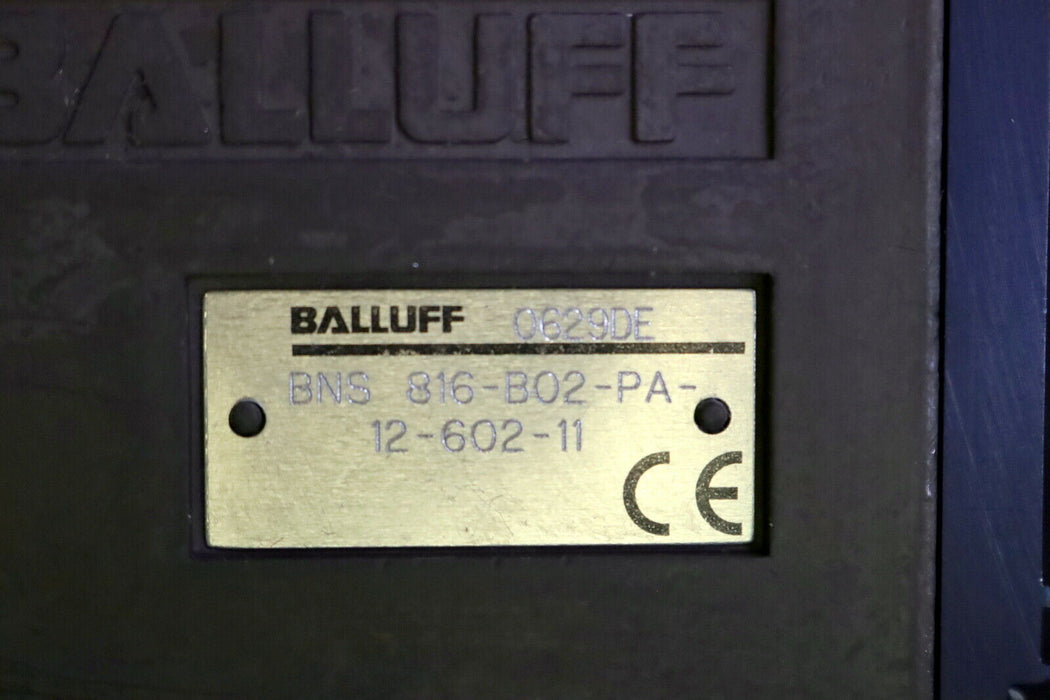 BALLUFF
BALLUFF 0629DE
BNS 816-B02-PA-
12-602-11
CE